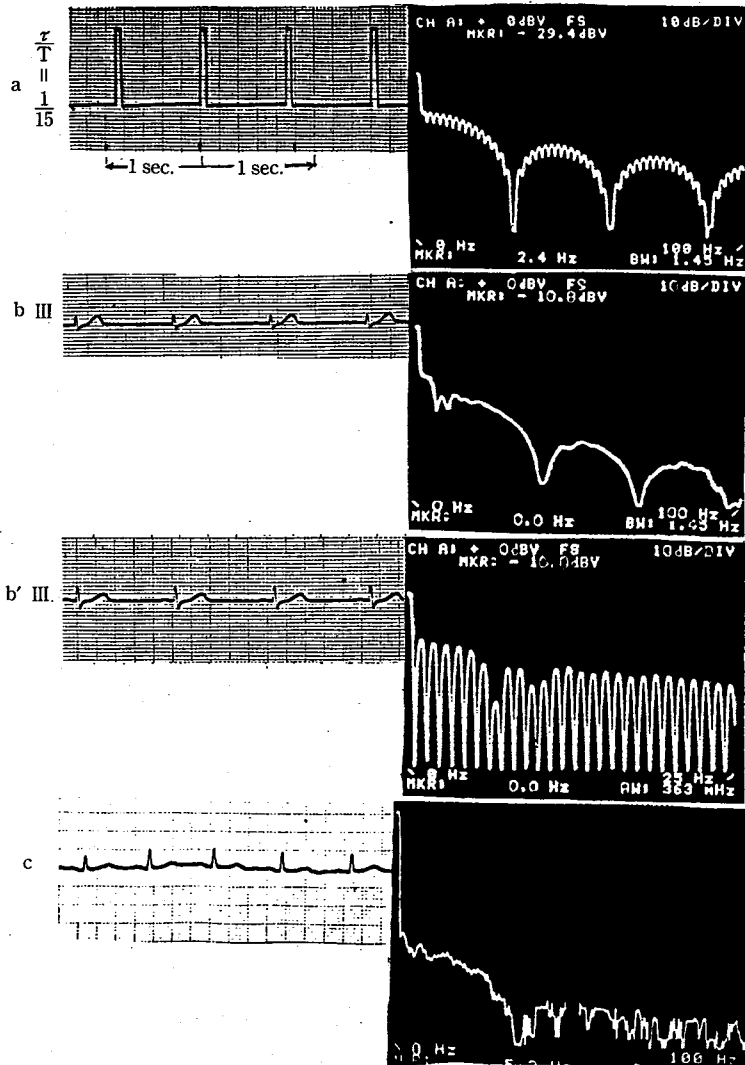 τ/T = 1/15
a
1 sec. 1 sec.
CH A: + 0dBV FS 10dB/DIV
MKR: - 29.4dBV
0 Hz 100 Hz
MKR: 2.4 Hz BW: 1.45 Hz
b III
CH A: + 0dBV FS 10dB/DIV
MKR: - 10.8dBV
0 Hz 100 Hz
MKR: 0.0 Hz BW: 1.45 Hz
b′ III.
CH A: + 0dBV FS 10dB/DIV
MKR: - 16.0dBV
0 Hz 25 Hz
MKR: 0.0 Hz AW: 363 mHz
c
0 Hz 100 Hz